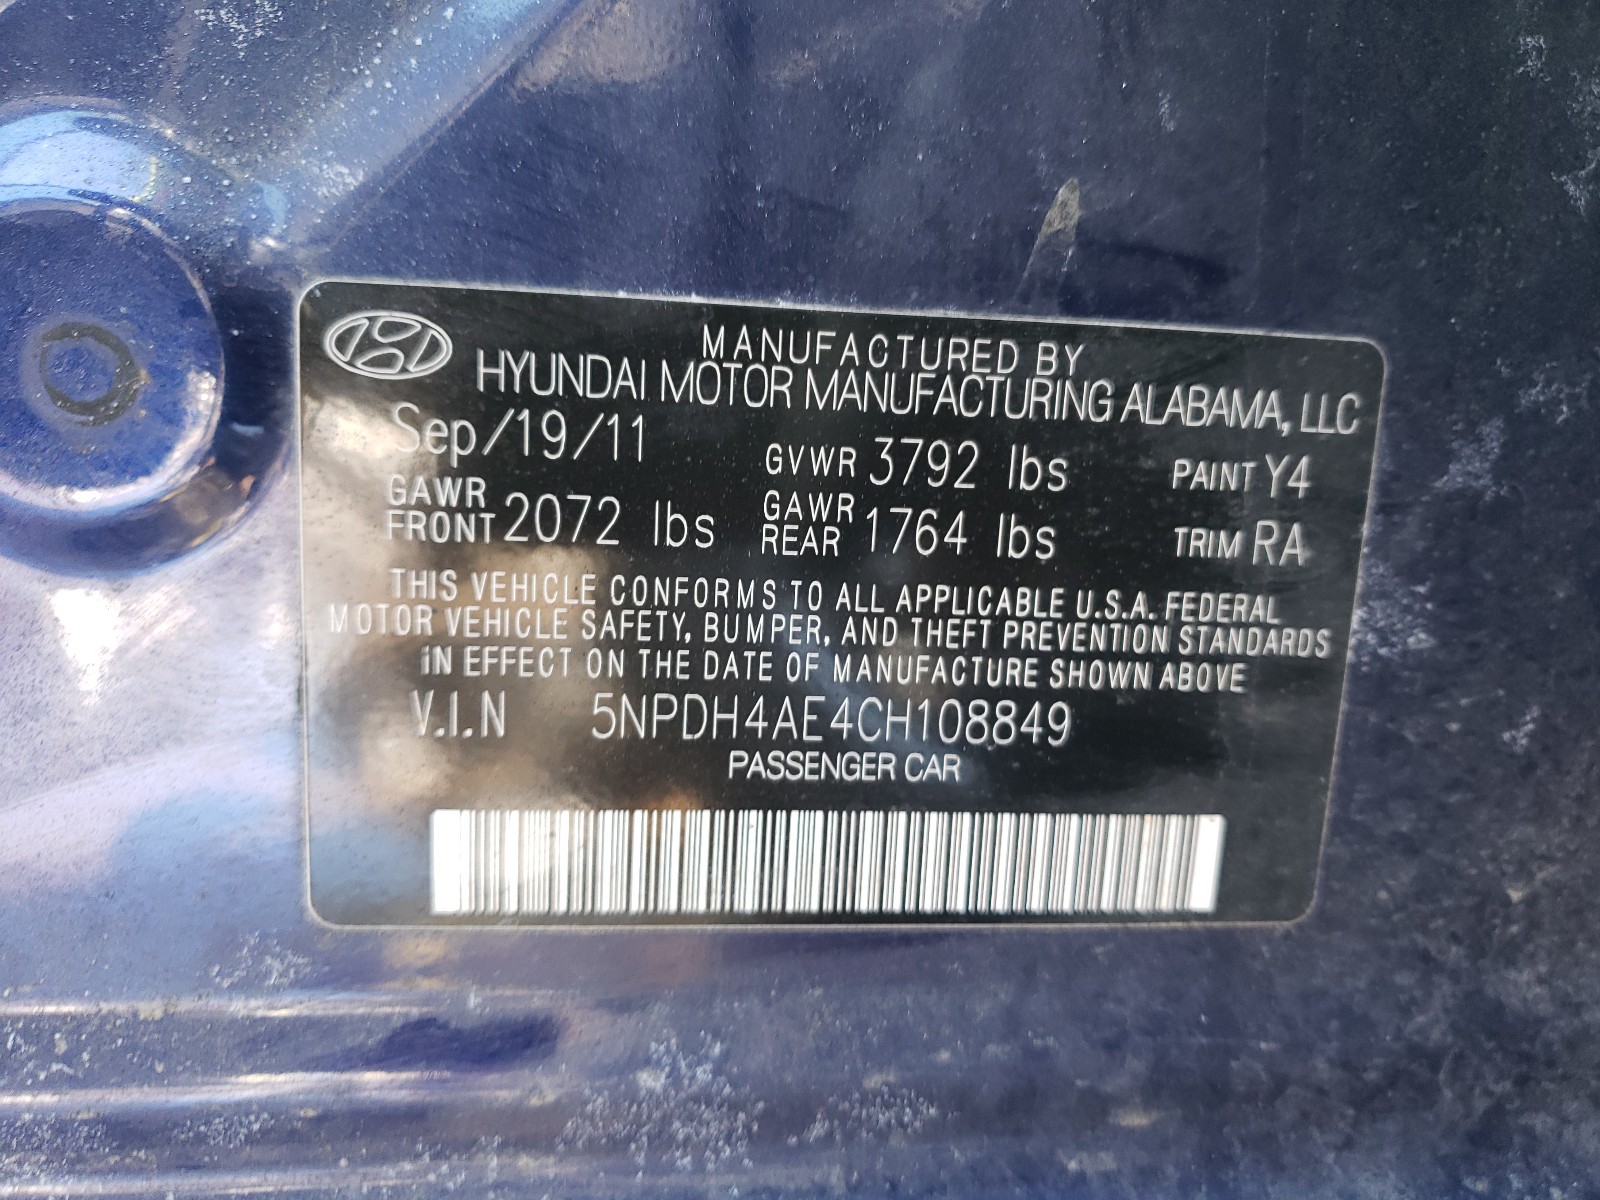 MANUFACTURED BY
HYUNDAI MOTOR MANUFACTURING ALABAMA, LLC
Sep/19/11 GVWR 3792 lbs PAINT Y4
GAWR FRONT 2072 lbs GAWR REAR 1764 lbs TRIM RA
THIS VEHICLE CONFORMS TO ALL APPLICABLE U.S.A. FEDERAL
MOTOR VEHICLE SAFETY, BUMPER, AND THEFT PREVENTION STANDARDS
IN EFFECT ON THE DATE OF MANUFACTURE SHOWN ABOVE
V.I.N 5NPDH4AE4CH108849
PASSENGER CAR